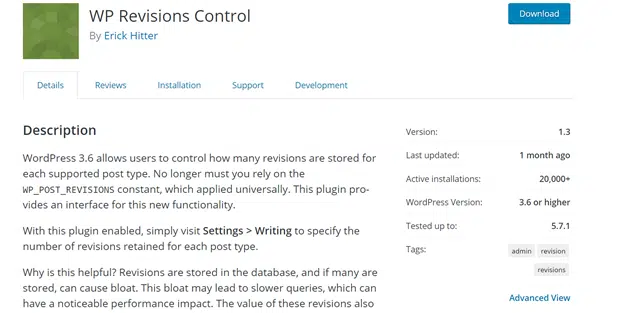 WP Revisions Control
By Erick Hitter
Download
Details
Reviews
Installation
Support
Development
Description
WordPress 3.6 allows users to control how many revisions are stored for
each supported post type. No longer must you rely on the
WP_POST_REVISIONS constant, which applied universally. This plugin pro-
vides an interface for this new functionality.
With this plugin enabled, simply visit Settings > Writing to specify the
number of revisions retained for each post type.
Why is this helpful? Revisions are stored in the database, and if many are
stored, can cause bloat. This bloat may lead to slower queries, which can
have a noticeable performance impact. The value of these revisions also
Version: 1.3
Last updated: 1 month ago
Active installations: 20,000+
WordPress Version: 3.6 or higher
Tested up to: 5.7.1
Tags: admin revision
revisions
Advanced View